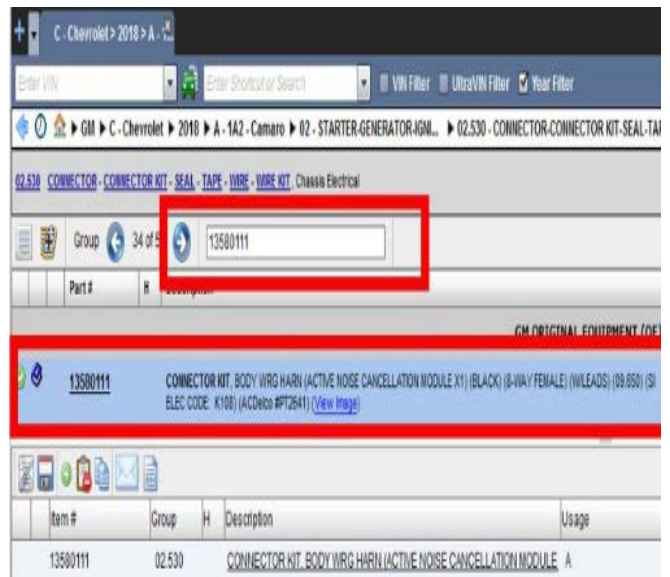 C - Chevrolet > 2018 > A - 1...
Enter VIN
Enter Shortcut or Search
VIN Filter
UltraVIN Filter
Year Filter
GM ▶ C - Chevrolet ▶ 2018 ▶ A - 1A2 - Camaro ▶ 02 - STARTER-GENERATOR-IGNI... ▶ 02.530 - CONNECTOR-CONNECTOR KIT-SEAL-TAP
02.530 CONNECTOR - CONNECTOR KIT - SEAL - TAPE - WIRE - WIRE KIT, Chassis Electrical
Group 34 of 5 13580111
Part # H Description
GM ORIGINAL EQUIPMENT (OE)
13580111 CONNECTOR KIT, BODY WRG HARN (ACTIVE NOISE CANCELLATION MODULE X1) (BLACK) (8-WAY FEMALE) (W/LEADS) (09.650) (SI
ELEC CODE: K108) (ACDelco #PT2641) (View Image)
Item # Group H Description Usage
13580111 02.530 CONNECTOR KIT, BODY WRG HARN (ACTIVE NOISE CANCELLATION MODULE A